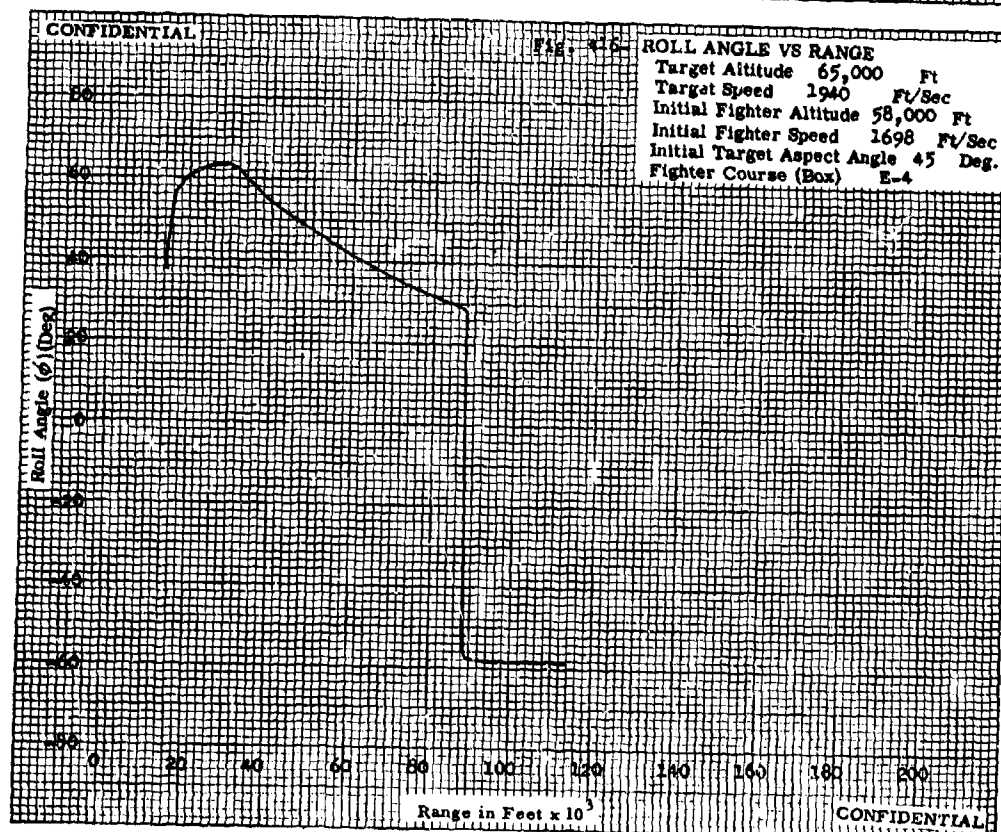 CONFIDENTIAL
ROLL ANGLE VS RANGE
Target Altitude 65,000 Ft
Target Speed 1940 Ft/Sec
Initial Fighter Altitude 58,000 Ft
Initial Fighter Speed 1698 Ft/Sec
Initial Target Aspect Angle 45 Deg.
Fighter Course (Box) E-4
80
60
40
20
0
-20
-40
-60
-80
Roll Angle (ϕ) (Deg)
0 20 40 60 80 100 120 140 160 180 200
Range in Feet x 10³
CONFIDENTIAL